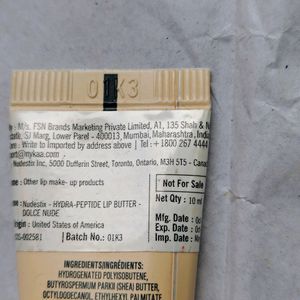 01K3
: M/s. FSN Brands Marketing Private Limited, A1, 135 Shah & N
SJ Marg, Lower Parel - 400013, Mumbai, Maharashtra, India
: Write to Imported by address above | Tel : +1800 267 4444
Nudestix Inc, 5000 Dufferin Street, Toronto, Ontario, M3H 5T5 - Canada
: Other lip make- up products
Not For Sale
: Nudestix - HYDRA-PEPTIDE LIP BUTTER -
DOLCE NUDE
Net Qty : 10 ml
: United States of America
Mfg. Date :
Exp. Date :
Imp. Date :
Batch No.: 01K3
INGREDIENTS/INGRÉDIENTS:
HYDROGENATED POLYISOBUTENE,
BUTYROSPERMUM PARKII (SHEA) BUTTER,
OCTYLDODECANOL, ETHYLHEXYL PALMITATE